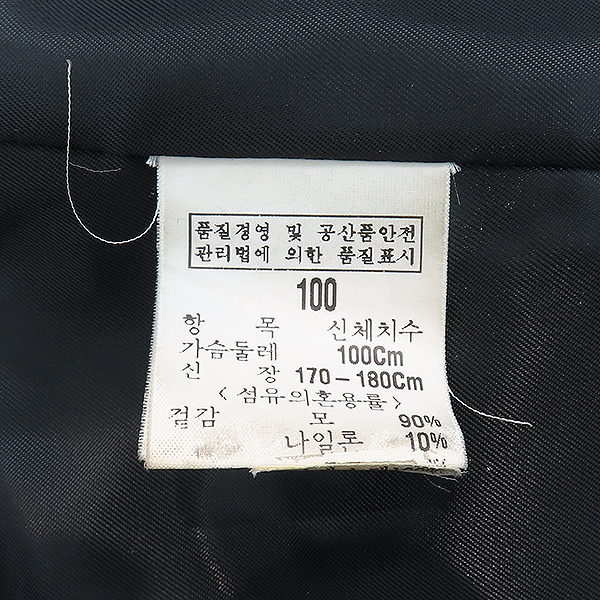 품질경영 및 공산품안전
관리법에 의한 품질표시
100
항 목 신체치수
가슴둘레 100Cm
신 장 170-180Cm
<섬유의혼용률>
겉감 모 90%
나일론 10%